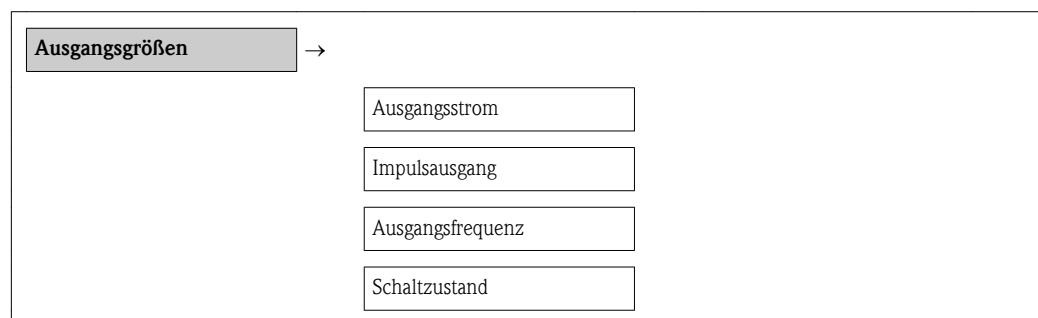 Ausgangsgrößen →
Ausgangsstrom
Impulsausgang
Ausgangsfrequenz
Schaltzustand